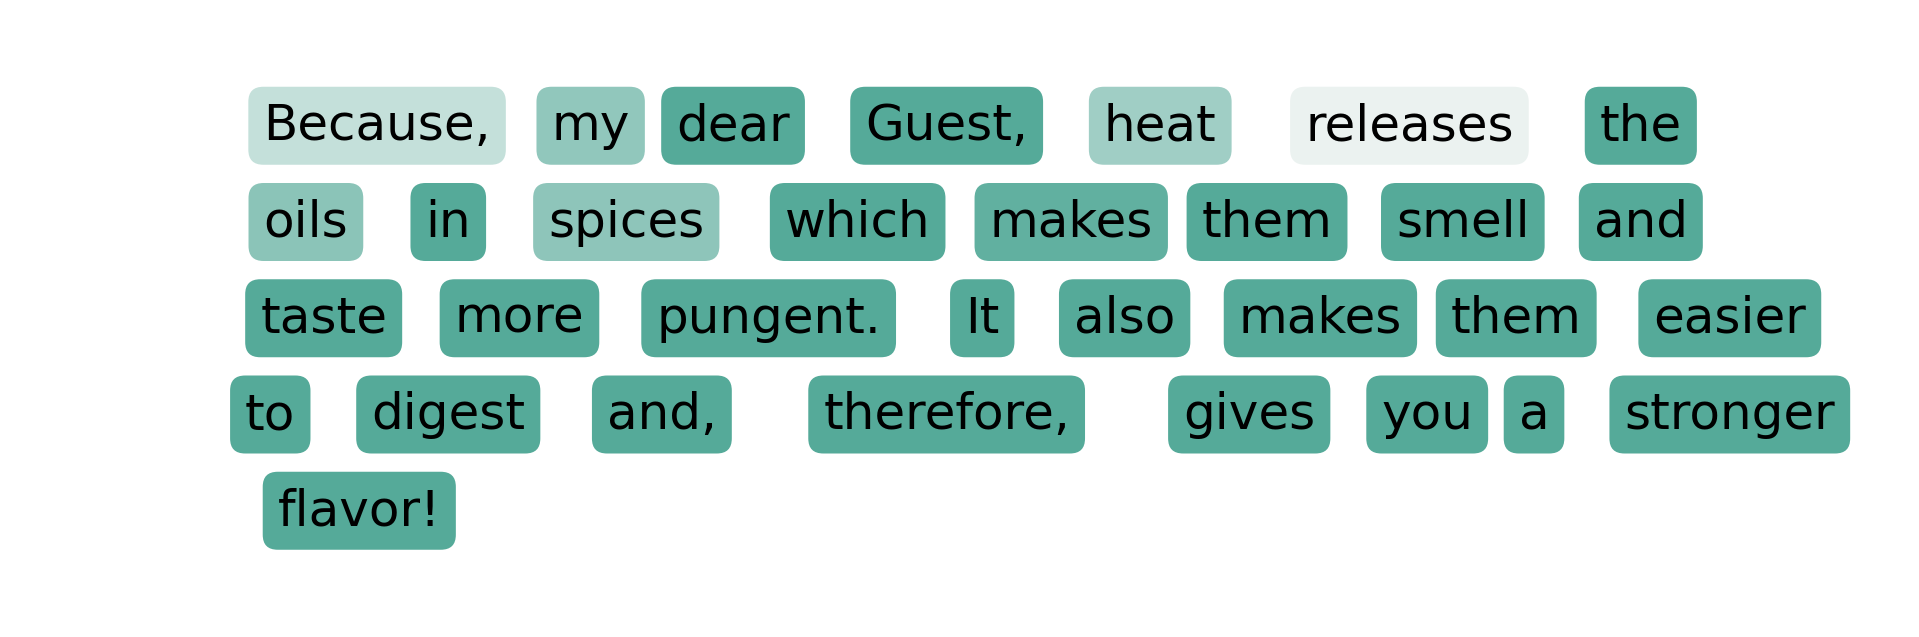 Because, my dear Guest, heat releases the
oils in spices which makes them smell and
taste more pungent. It also makes them easier
to digest and, therefore, gives you a stronger
flavor!